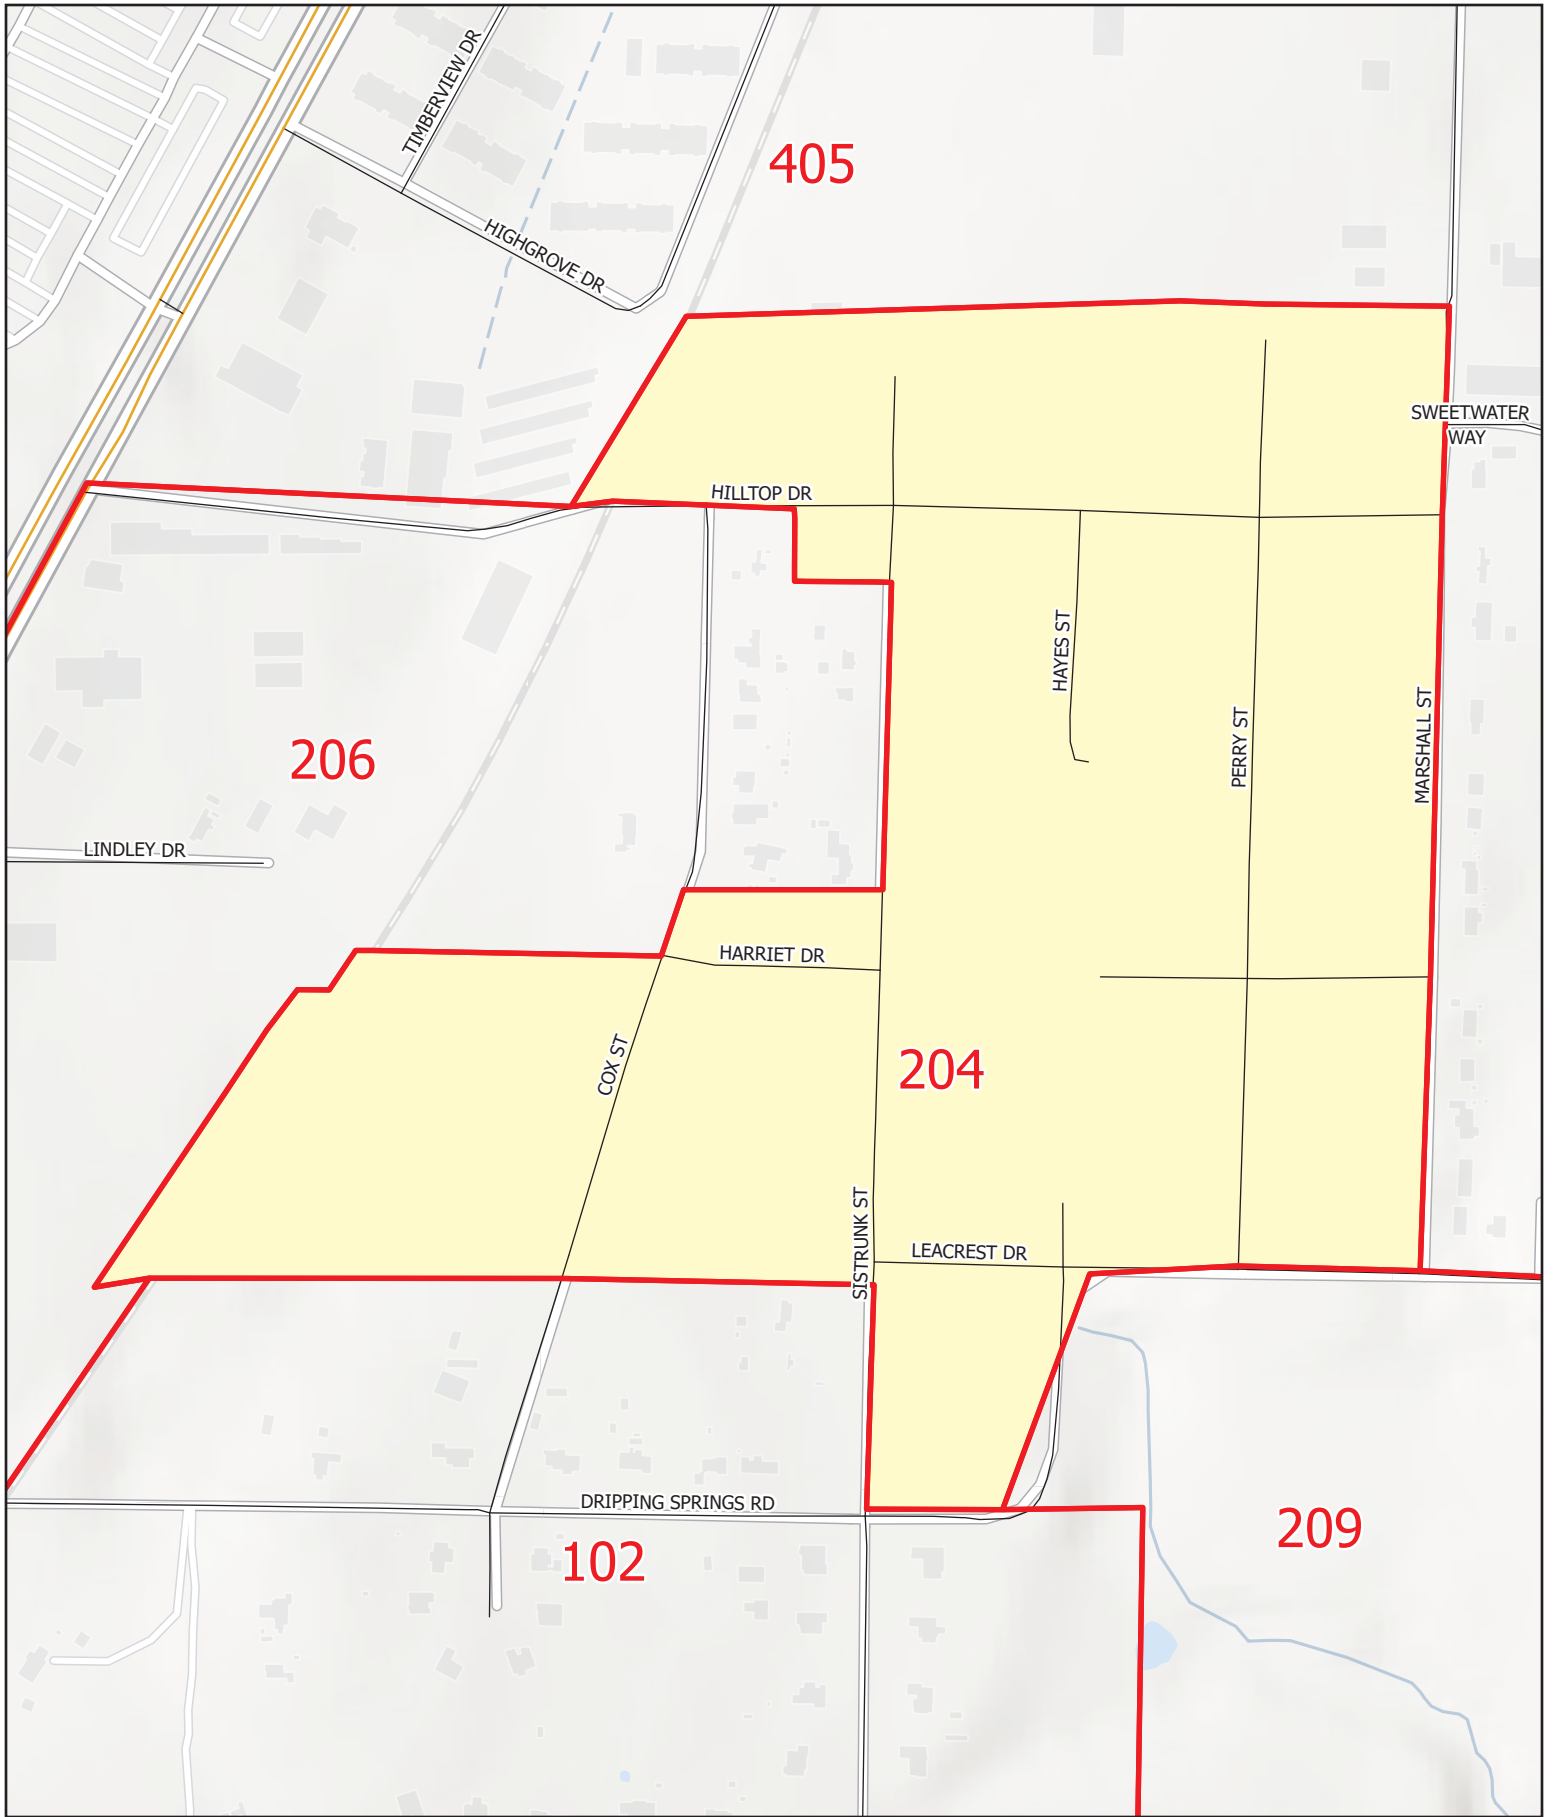 TIMBERVIEW DR
405
HIGHGROVE DR
SWEETWATER
WAY
HILLTOP DR
HAYES ST
PERRY ST
MARSHALL ST
206
LINDLEY DR
HARRIET DR
COX ST
204
SISTRUNK ST
LEACREST DR
DRIPPING SPRINGS RD
209
102